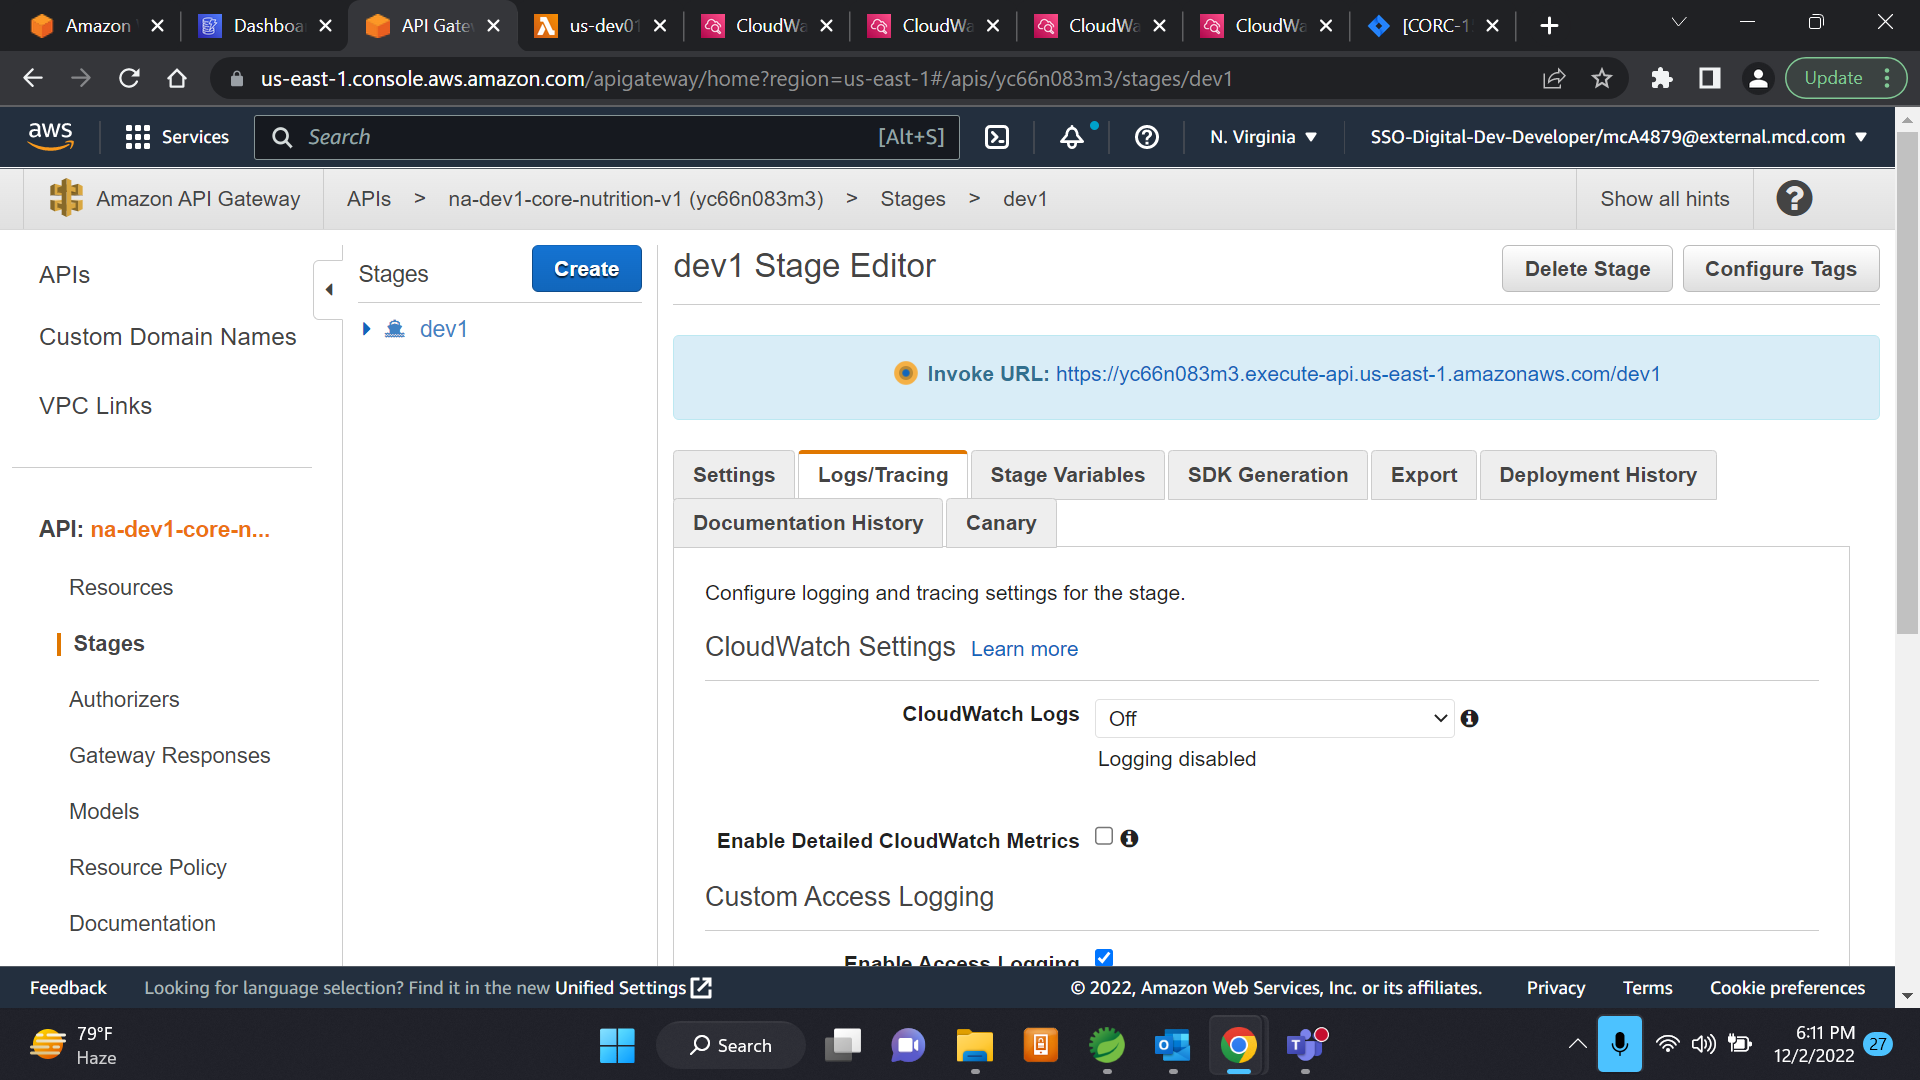 Amazon
Dashboa
API Gate
us-dev01
CloudWa
CloudWa
CloudWa
CloudWa
[CORC-1
us-east-1.console.aws.amazon.com/apigateway/home?region=us-east-1#/apis/yc66n083m3/stages/dev1
Update
aws
Services
Search
[Alt+S]
N. Virginia
SSO-Digital-Dev-Developer/mcA4879@external.mcd.com
Amazon API Gateway
APIs > na-dev1-core-nutrition-v1 (yc66n083m3) > Stages > dev1
Show all hints
APIs
Custom Domain Names
VPC Links
API: na-dev1-core-n...
Resources
Stages
Authorizers
Gateway Responses
Models
Resource Policy
Documentation
Stages
Create
dev1
dev1 Stage Editor
Delete Stage
Configure Tags
Invoke URL: https://yc66n083m3.execute-api.us-east-1.amazonaws.com/dev1
Settings
Logs/Tracing
Stage Variables
SDK Generation
Export
Deployment History
Documentation History
Canary
Configure logging and tracing settings for the stage.
CloudWatch Settings Learn more
CloudWatch Logs
Off
Logging disabled
Enable Detailed CloudWatch Metrics
Custom Access Logging
Enable Access Logging
Feedback
Looking for language selection? Find it in the new Unified Settings
© 2022, Amazon Web Services, Inc. or its affiliates.
Privacy
Terms
Cookie preferences
79°F
Haze
Search
6:11 PM
12/2/2022
27